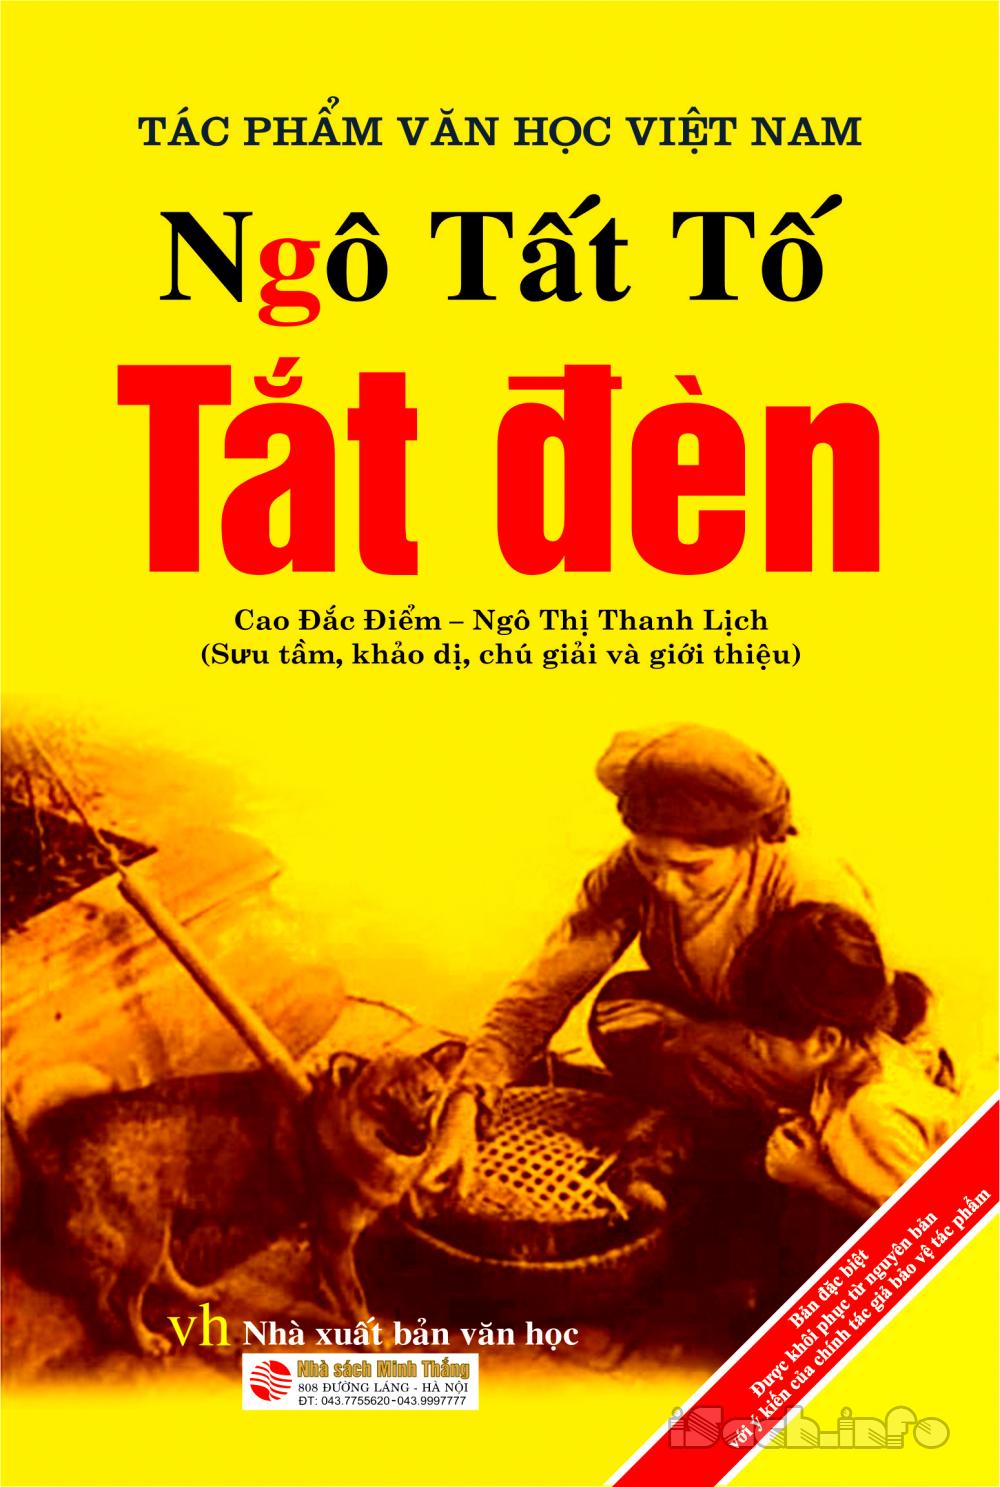 TÁC PHẨM VĂN HỌC VIỆT NAM
Ngô Tất Tố
Tắt đèn
Cao Đắc Điểm – Ngô Thị Thanh Lịch
(Sưu tầm, khảo dị, chú giải và giới thiệu)
Bản đặc biệt
Được khôi phục từ nguyên bản
với ý kiến của chính tác giả bảo vệ tác phẩm
vh Nhà xuất bản văn học
Nhà sách Minh Thắng
808 ĐƯỜNG LÁNG - HÀ NỘI
ĐT: 043.7755620-043.9997777
iSach.info